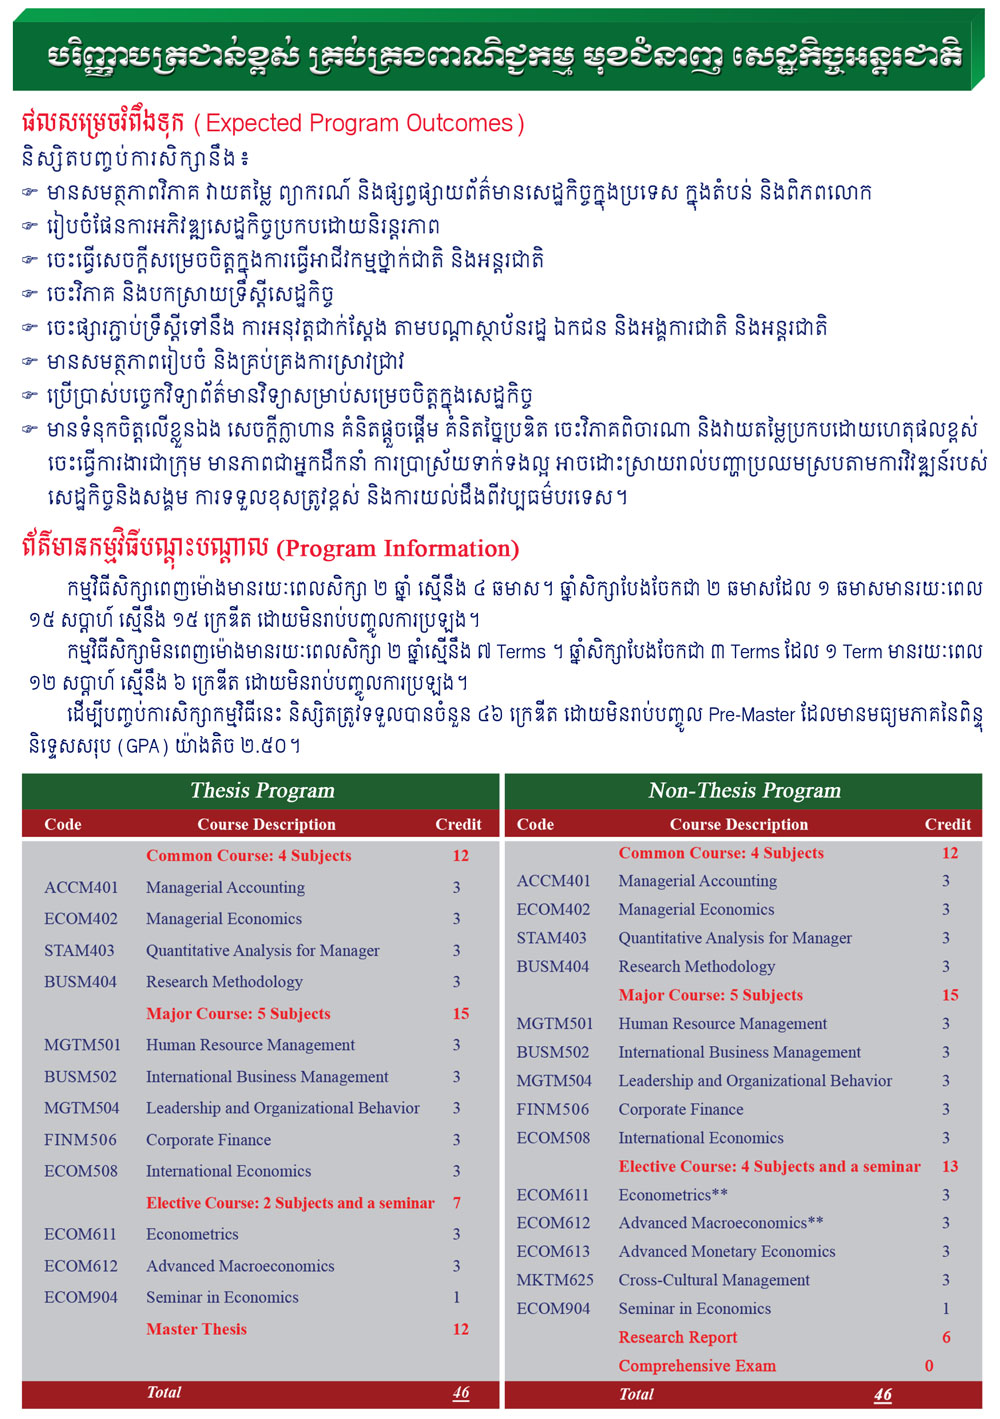 បរិញ្ញាបត្រជាន់ខ្ពស់ គ្រប់គ្រងពាណិជ្ជកម្ម មុខជំនាញ សេដ្ឋកិច្ចអន្តរជាតិ
ផលសម្រេចរំពឹងទុក (Expected Program Outcomes)
និស្សិតបញ្ចប់ការសិក្សានឹង៖
☞ មានសមត្ថភាពវិភាគ វាយតម្លៃ ព្យាករណ៍ និងផ្សព្វផ្សាយព័ត៌មានសេដ្ឋកិច្ចក្នុងប្រទេស ក្នុងតំបន់ និងពិភពលោក
☞ រៀបចំផែនការអភិវឌ្ឍសេដ្ឋកិច្ចប្រកបដោយនិរន្តរភាព
☞ ចេះធ្វើសេចក្តីសម្រេចចិត្តក្នុងការធ្វើអាជីវកម្មថ្នាក់ជាតិ និងអន្តរជាតិ
☞ ចេះវិភាគ និងបកស្រាយទ្រឹស្តីសេដ្ឋកិច្ច
☞ ចេះផ្សារភ្ជាប់ទ្រឹស្តីទៅនឹង ការអនុវត្តជាក់ស្តែង តាមបណ្តាស្ថាប័នរដ្ឋ ឯកជន និងអង្គការជាតិ និងអន្តរជាតិ
☞ មានសមត្ថភាពរៀបចំ និងគ្រប់គ្រងការស្រាវជ្រាវ
☞ ប្រើប្រាស់បច្ចេកវិទ្យាព័ត៌មានវិទ្យាសម្រាប់សម្រេចចិត្តក្នុងសេដ្ឋកិច្ច
☞ មានទំនុកចិត្តលើខ្លួនឯង សេចក្តីក្លាហាន គំនិតផ្តួចផ្តើម គំនិតច្នៃប្រឌិត ចេះវិភាគពិចារណា និងវាយតម្លៃប្រកបដោយហេតុផលខ្ពស់
ចេះធ្វើការងារជាក្រុម មានភាពជាអ្នកដឹកនាំ ការប្រាស្រ័យទាក់ទងល្អ អាចដោះស្រាយរាល់បញ្ហាប្រឈមស្របតាមការវិវឌ្ឍន៍របស់
សេដ្ឋកិច្ចនិងសង្គម ការទទួលខុសត្រូវខ្ពស់ និងការយល់ដឹងពីវប្បធម៌បរទេស។
ព័ត៌មានកម្មវិធីបណ្តុះបណ្តាល (Program Information)
កម្មវិធីសិក្សាពេញម៉ោងមានរយៈពេលសិក្សា ២ ឆ្នាំ ស្មើនឹង ៤ ឆមាស។ ឆ្នាំសិក្សាបែងចែកជា ២ ឆមាសដែល ១ ឆមាសមានរយៈពេល
១៥ សប្តាហ៍ ស្មើនឹង ១៥ ក្រេឌីត ដោយមិនរាប់បញ្ចូលការប្រឡង។
កម្មវិធីសិក្សាមិនពេញម៉ោងមានរយៈពេលសិក្សា ២ ឆ្នាំស្មើនឹង ៧ Terms ។ ឆ្នាំសិក្សាបែងចែកជា ៣ Terms ដែល ១ Term មានរយៈពេល
១២ សប្តាហ៍ ស្មើនឹង ៦ ក្រេឌីត ដោយមិនរាប់បញ្ចូលការប្រឡង។
ដើម្បីបញ្ចប់ការសិក្សាកម្មវិធីនេះ និស្សិតត្រូវទទួលបានចំនួន ៤៦ ក្រេឌីត ដោយមិនរាប់បញ្ចូល Pre-Master ដែលមានមធ្យមភាគនៃពិន្ទុ
និទ្ទេសសរុប (GPA) យ៉ាងតិច ២.៥០។
Thesis Program
Code Course Description Credit
Common Course: 4 Subjects 12
ACCM401 Managerial Accounting 3
ECOM402 Managerial Economics 3
STAM403 Quantitative Analysis for Manager 3
BUSM404 Research Methodology 3
Major Course: 5 Subjects 15
MGTM501 Human Resource Management 3
BUSM502 International Business Management 3
MGTM504 Leadership and Organizational Behavior 3
FINM506 Corporate Finance 3
ECOM508 International Economics 3
Elective Course: 2 Subjects and a seminar 7
ECOM611 Econometrics 3
ECOM612 Advanced Macroeconomics 3
ECOM904 Seminar in Economics 1
Master Thesis 12
Total 46
Non-Thesis Program
Code Course Description Credit
Common Course: 4 Subjects 12
ACCM401 Managerial Accounting 3
ECOM402 Managerial Economics 3
STAM403 Quantitative Analysis for Manager 3
BUSM404 Research Methodology 3
Major Course: 5 Subjects 15
MGTM501 Human Resource Management 3
BUSM502 International Business Management 3
MGTM504 Leadership and Organizational Behavior 3
FINM506 Corporate Finance 3
ECOM508 International Economics 3
Elective Course: 4 Subjects and a seminar 13
ECOM611 Econometrics** 3
ECOM612 Advanced Macroeconomics** 3
ECOM613 Advanced Monetary Economics 3
MKTM625 Cross-Cultural Management 3
ECOM904 Seminar in Economics 1
Research Report 6
Comprehensive Exam 0
Total 46